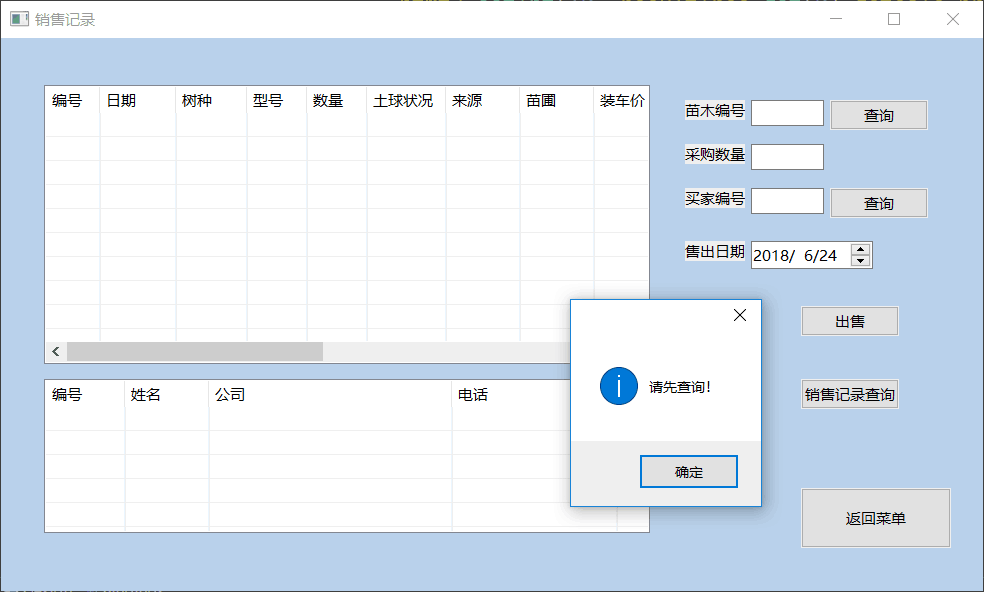 销售记录
编号 日期 树种 型号 数量 土球状况 来源 苗圃 装车价
苗木编号 查询
采购数量
买家编号 查询
售出日期 2018/ 6/24
出售
请先查询!
确定
编号 姓名 公司 电话
销售记录查询
返回菜单